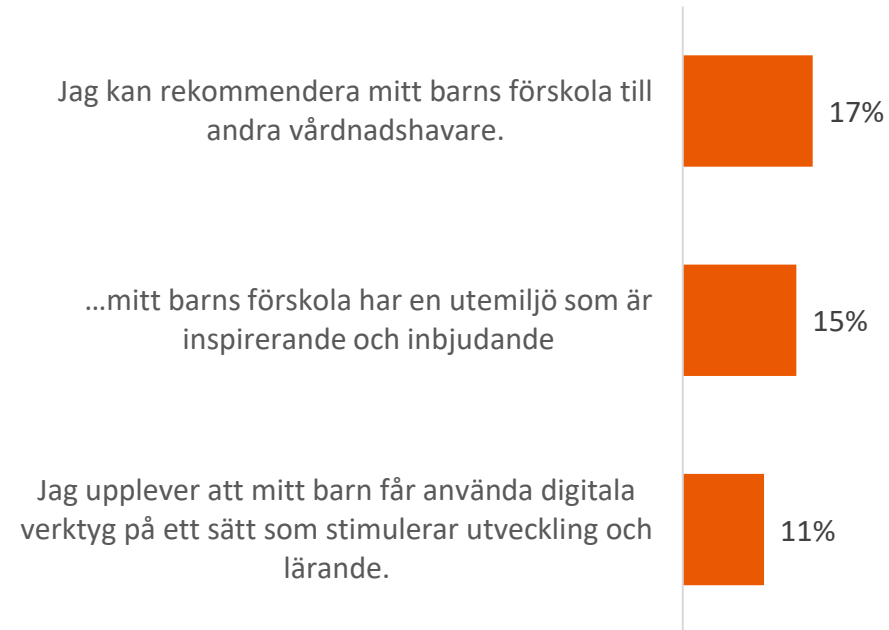 Jag kan rekommendera mitt barns förskola till
andra vårdnadshavare.
17%
…mitt barns förskola har en utemiljö som är
inspirerande och inbjudande
15%
Jag upplever att mitt barn får använda digitala
verktyg på ett sätt som stimulerar utveckling och
lärande.
11%